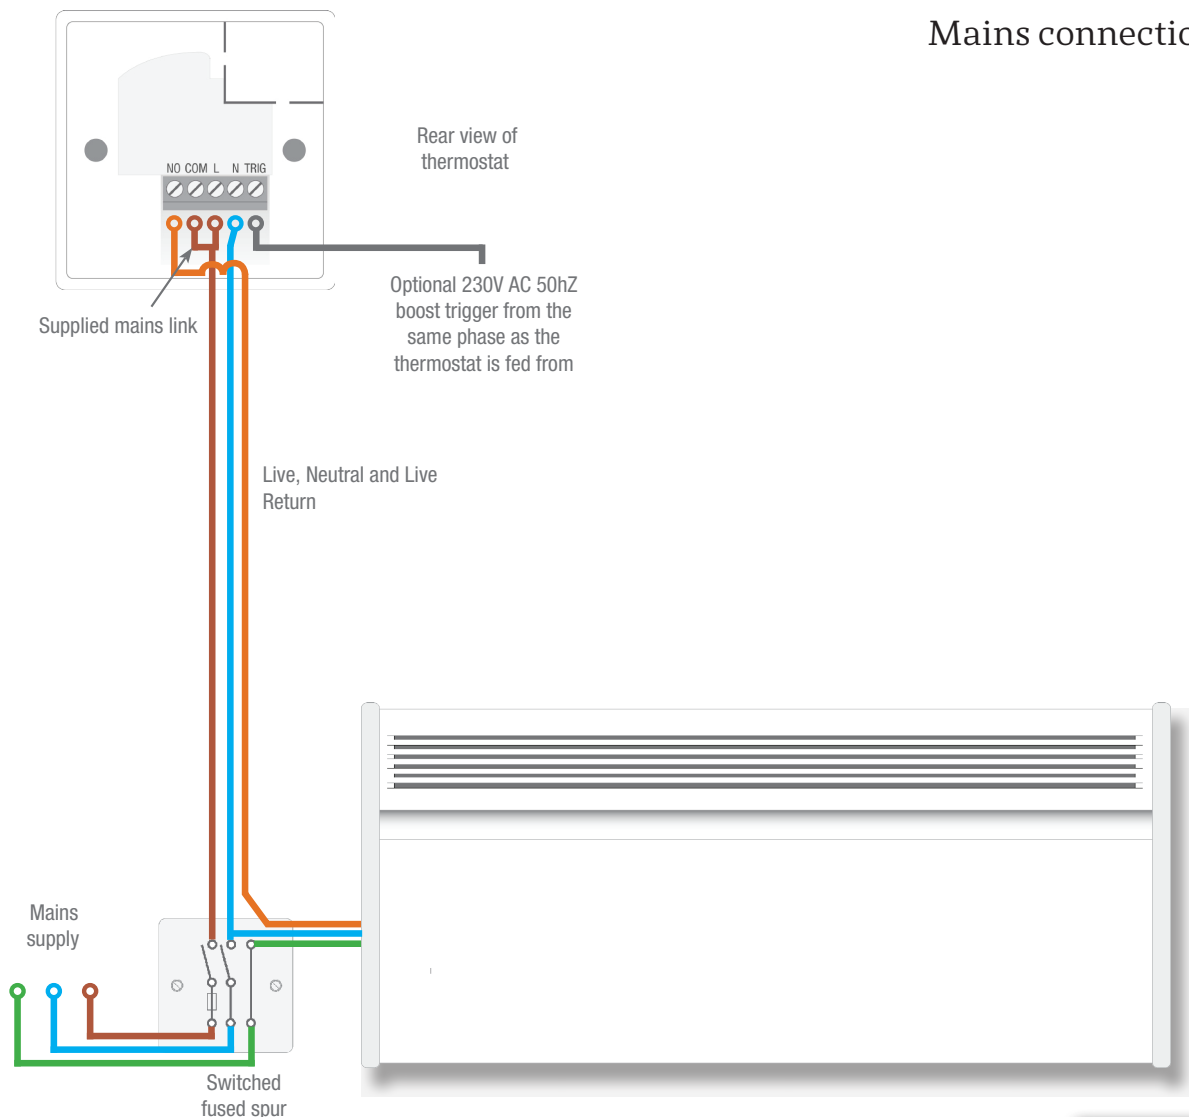 Mains connectio
Rear view of
thermostat
NO COM L N TRIG
Optional 230V AC 50hZ
boost trigger from the
same phase as the
thermostat is fed from
Supplied mains link
Live, Neutral and Live
Return
Mains
supply
Switched
fused spur